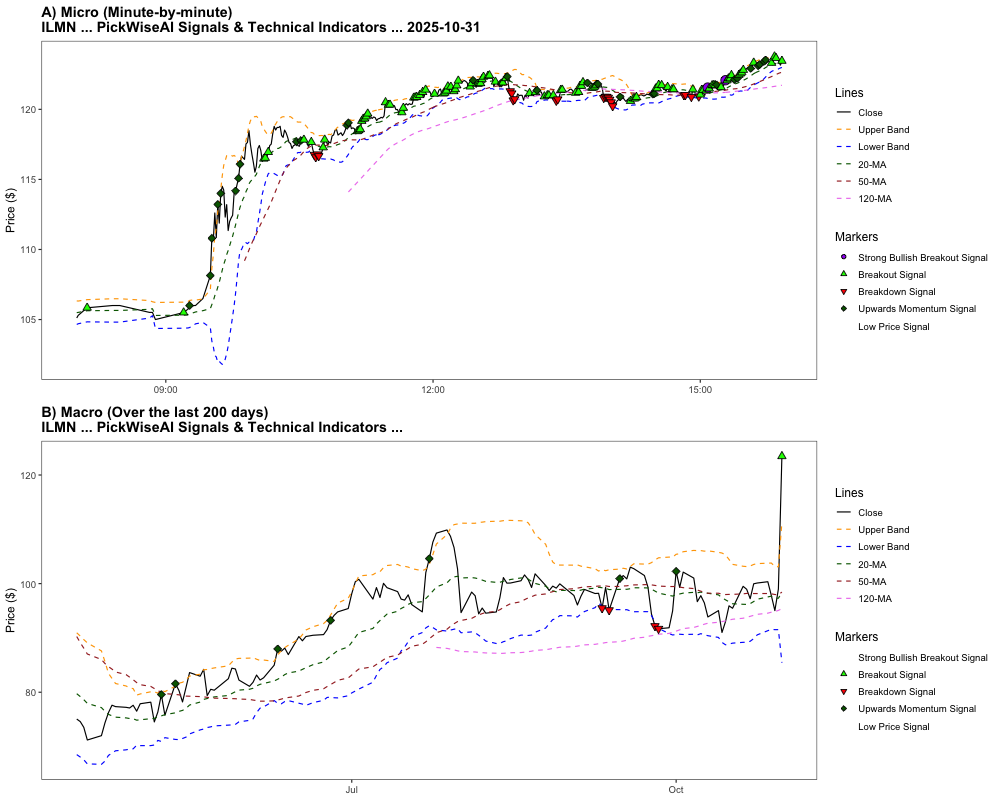 A) Micro (Minute-by-minute)
ILMN ... PickWiseAI Signals & Technical Indicators ... 2025-10-31
Price ($)
120
115
110
105
09:00
12:00
15:00
Lines
Close
Upper Band
Lower Band
20-MA
50-MA
120-MA
Markers
Strong Bullish Breakout Signal
Breakout Signal
Breakdown Signal
Upwards Momentum Signal
Low Price Signal
B) Macro (Over the last 200 days)
ILMN ... PickWiseAI Signals & Technical Indicators ...
Price ($)
120
100
80
Jul
Oct
Lines
Close
Upper Band
Lower Band
20-MA
50-MA
120-MA
Markers
Strong Bullish Breakout Signal
Breakout Signal
Breakdown Signal
Upwards Momentum Signal
Low Price Signal